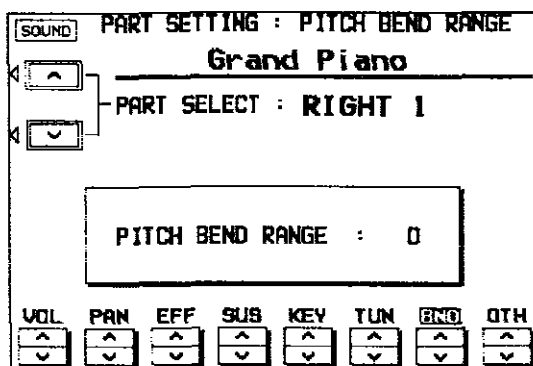 SOUND PART SETTING : PITCH BEND RANGE
Grand Piano
PART SELECT : RIGHT 1
PITCH BEND RANGE : 0
VOL PAN EFF SUS KEY TUN BND OTH